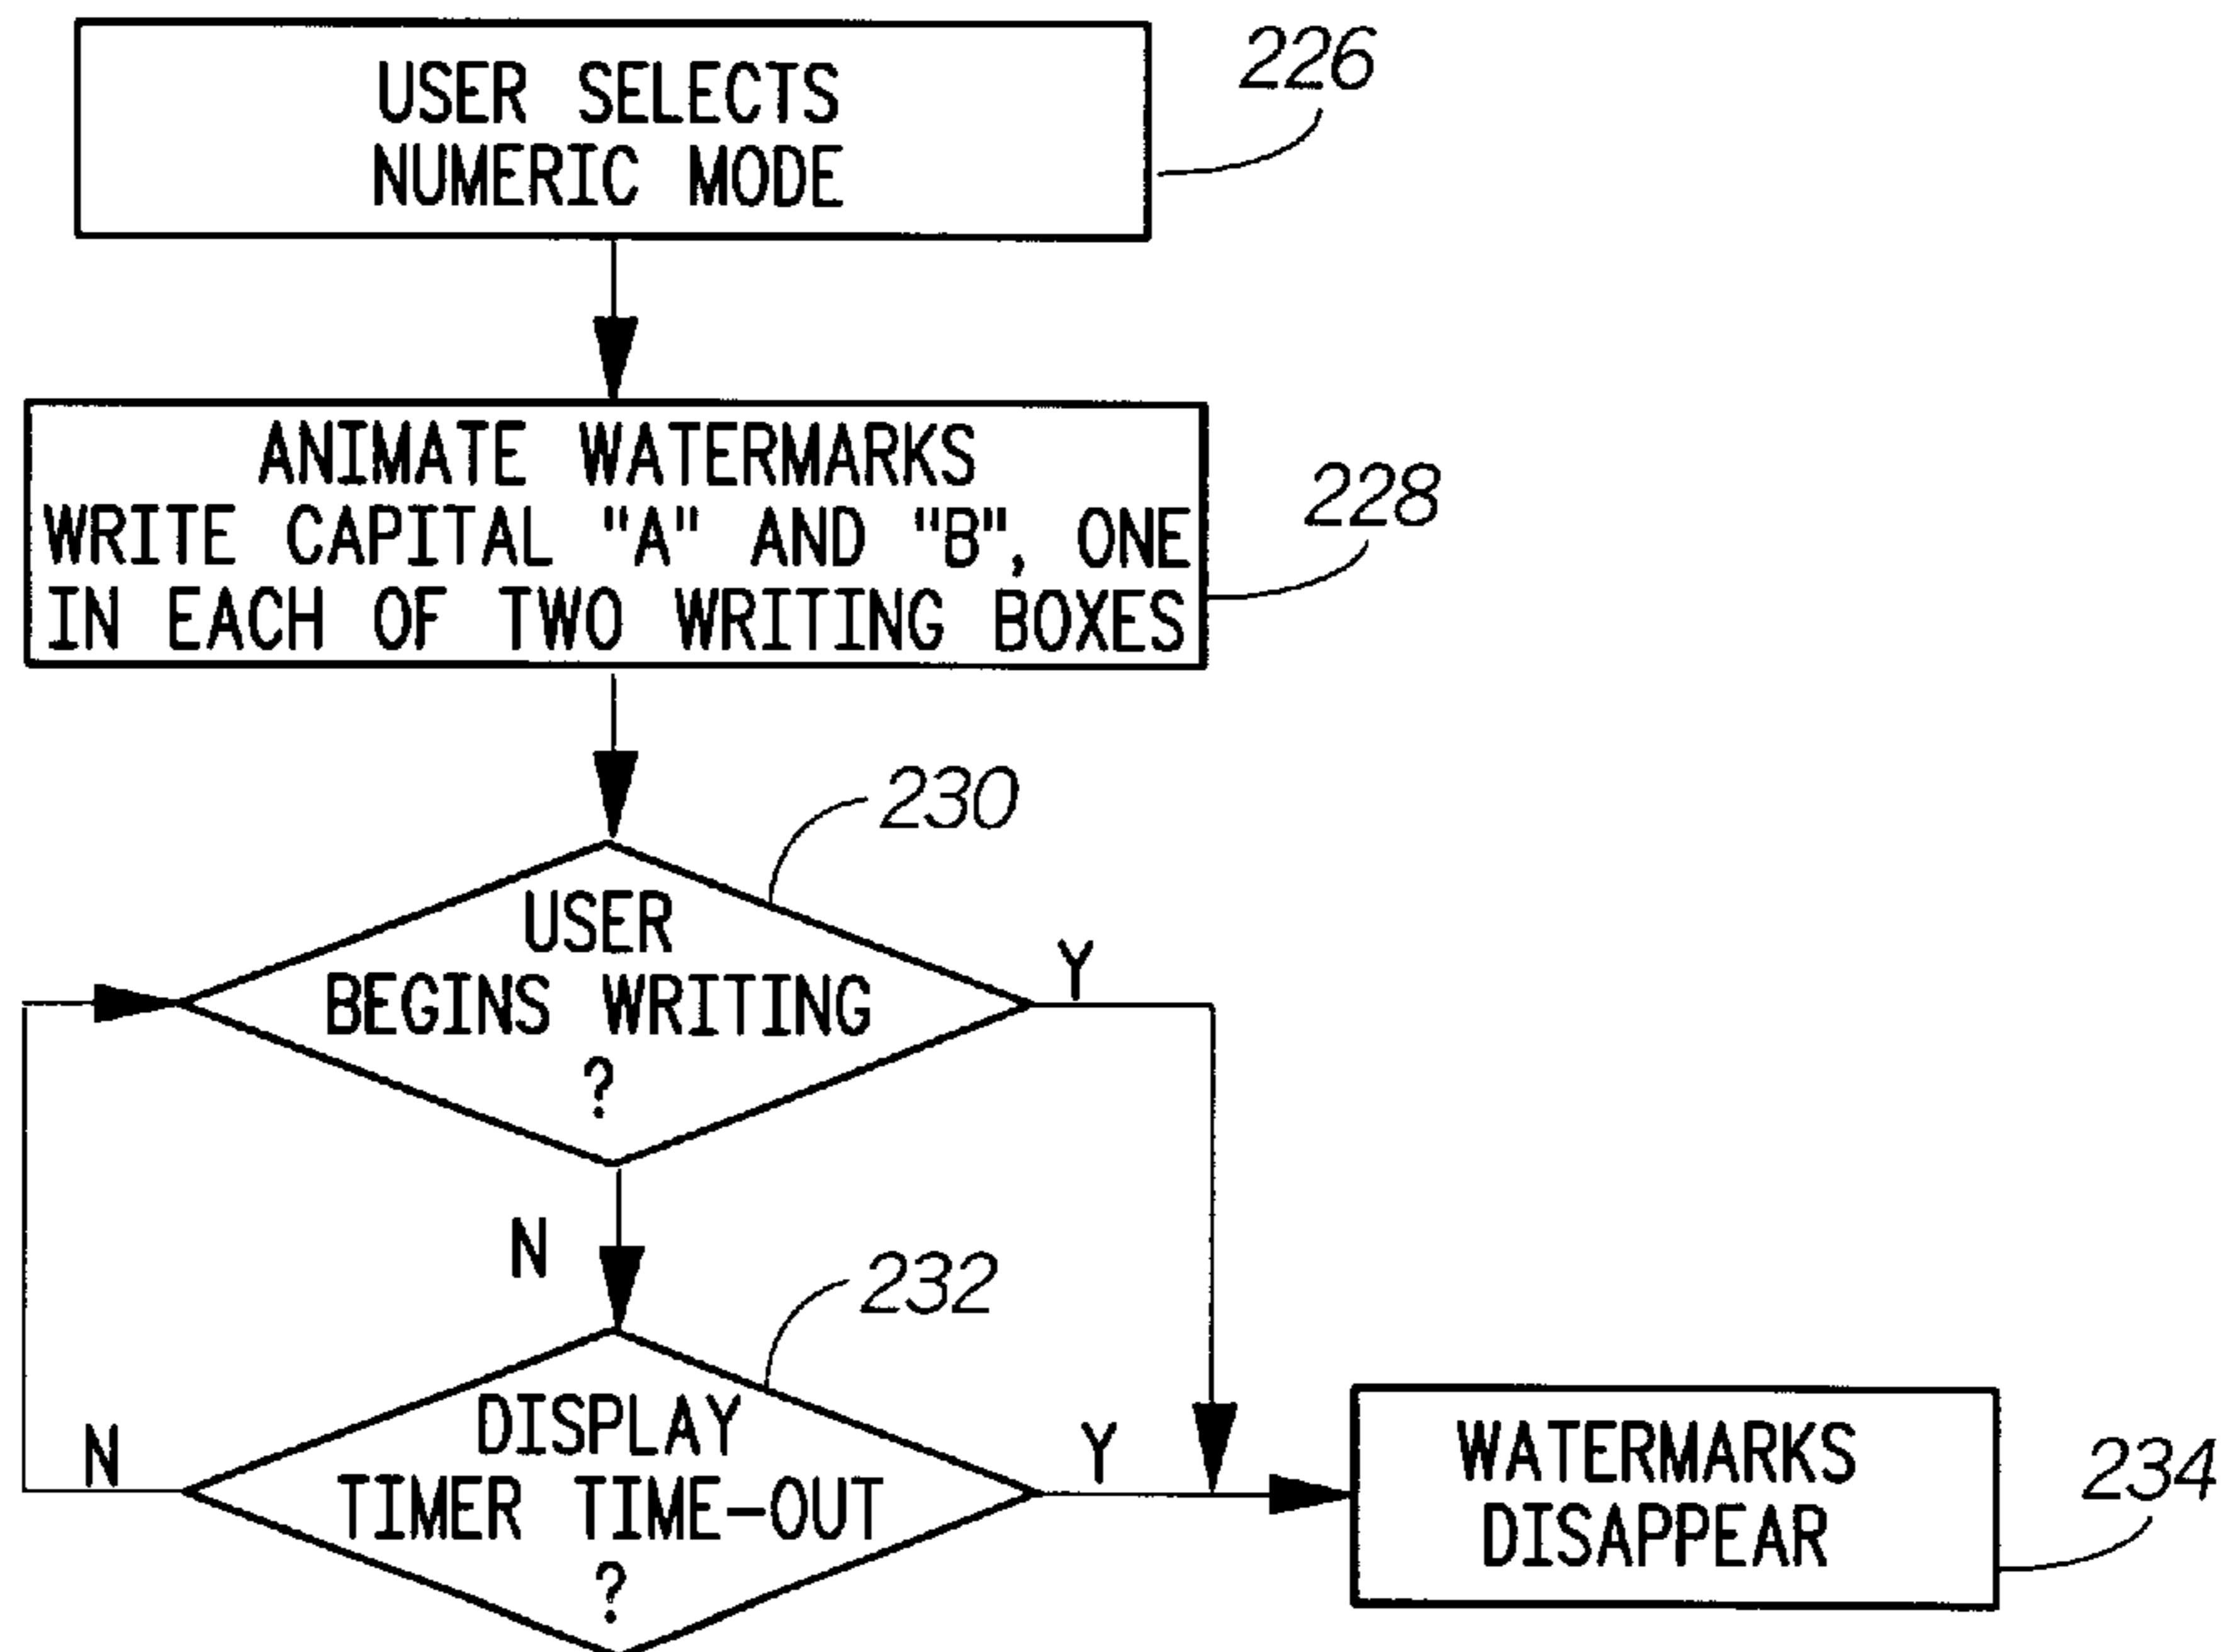 USER SELECTS
NUMERIC MODE
226
ANIMATE WATERMARKS
WRITE CAPITAL "A" AND "B", ONE
IN EACH OF TWO WRITING BOXES
228
230
USER
BEGINS WRITING
?
Y
N
232
DISPLAY
TIMER TIME-OUT
?
N
Y
WATERMARKS
DISAPPEAR
234